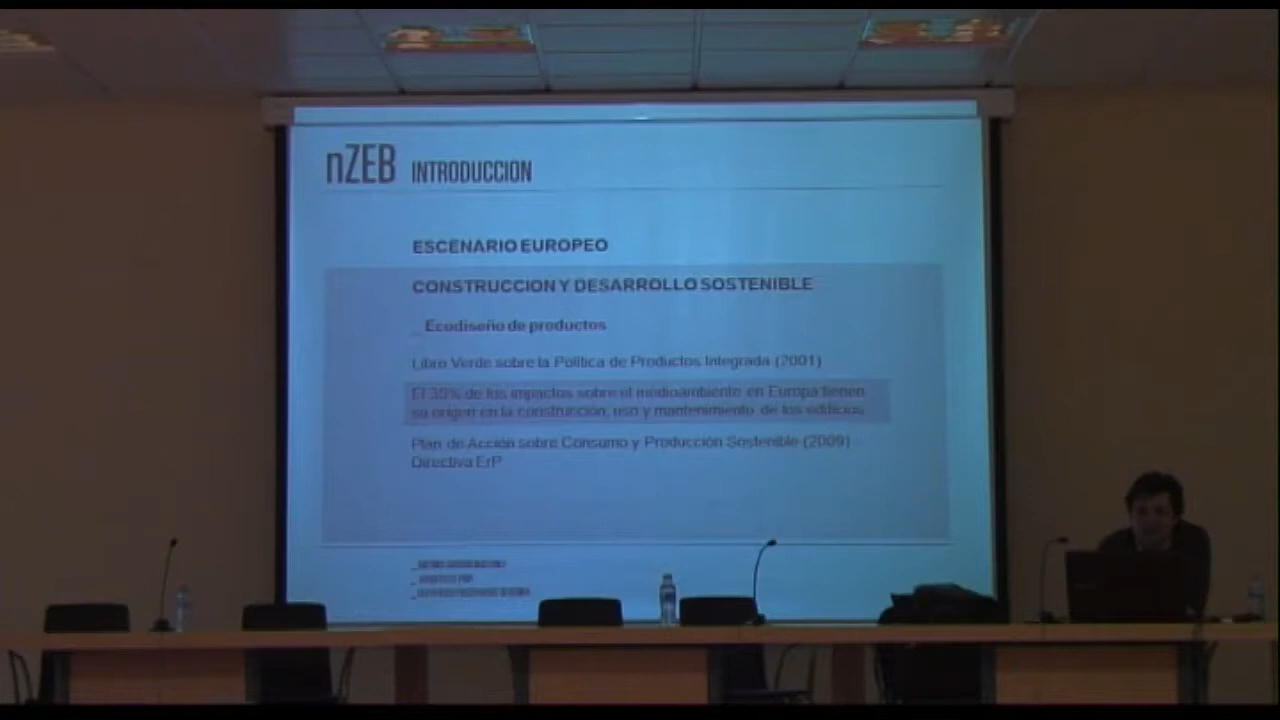 nZEB INTRODUCCION
ESCENARIO EUROPEO
CONSTRUCCION Y DESARROLLO SOSTENIBLE
_ Ecodiseño de productos
Libro Verde sobre la Política de Productos Integrada (2001)
El 35% de los impactos sobre el medioambiente en Europa tienen
su origen en la construcción, uso y mantenimiento de los edificios
Plan de Acción sobre Consumo y Producción Sostenible (2009)
Directiva ErP